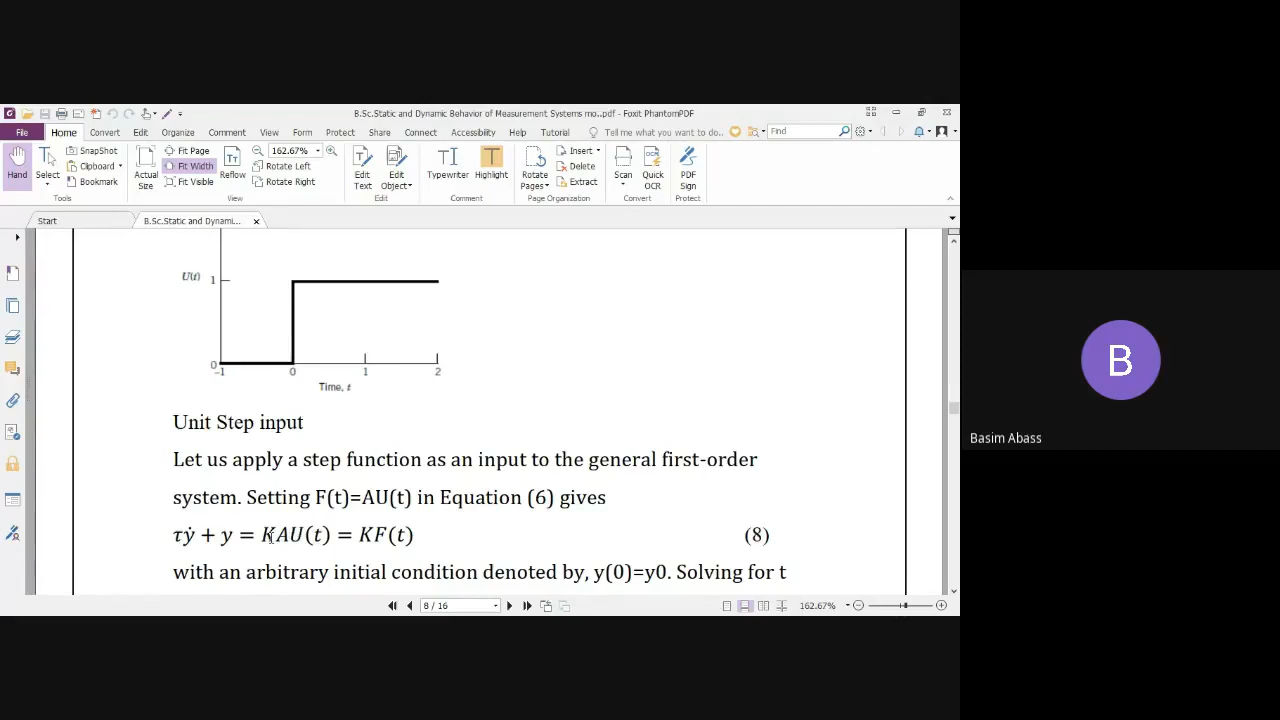 B.Sc.Static and Dynamic Behavior of Measurement Systems mo..pdf - Foxit PhantomPDF
File Home Convert Edit Organize Comment View Form Protect Share Connect Accessibility Help Tutorial Tell me what you want to do.. Find
Hand
Select
SnapShot
Clipboard
Bookmark
Tools
Actual Size
Fit Page
Fit Width
Fit Visible
Reflow
162.67%
Rotate Left
Rotate Right
View
Edit Text
Edit Object
Edit
Typewriter
Highlight
Comment
Rotate Pages
Insert
Delete
Extract
Page Organization
Scan
Quick OCR
Convert
PDF Sign
Protect
Start B.Sc.Static and Dynami...
U(t) 1
0
-1 0 1 2
Time, t
Unit Step input
Let us apply a step function as an input to the general first-order
system. Setting F(t)=AU(t) in Equation (6) gives
τẏ + y = KAU(t) = KF(t) (8)
with an arbitrary initial condition denoted by, y(0)=y0. Solving for t
8 / 16 162.67%
B
Basim Abass